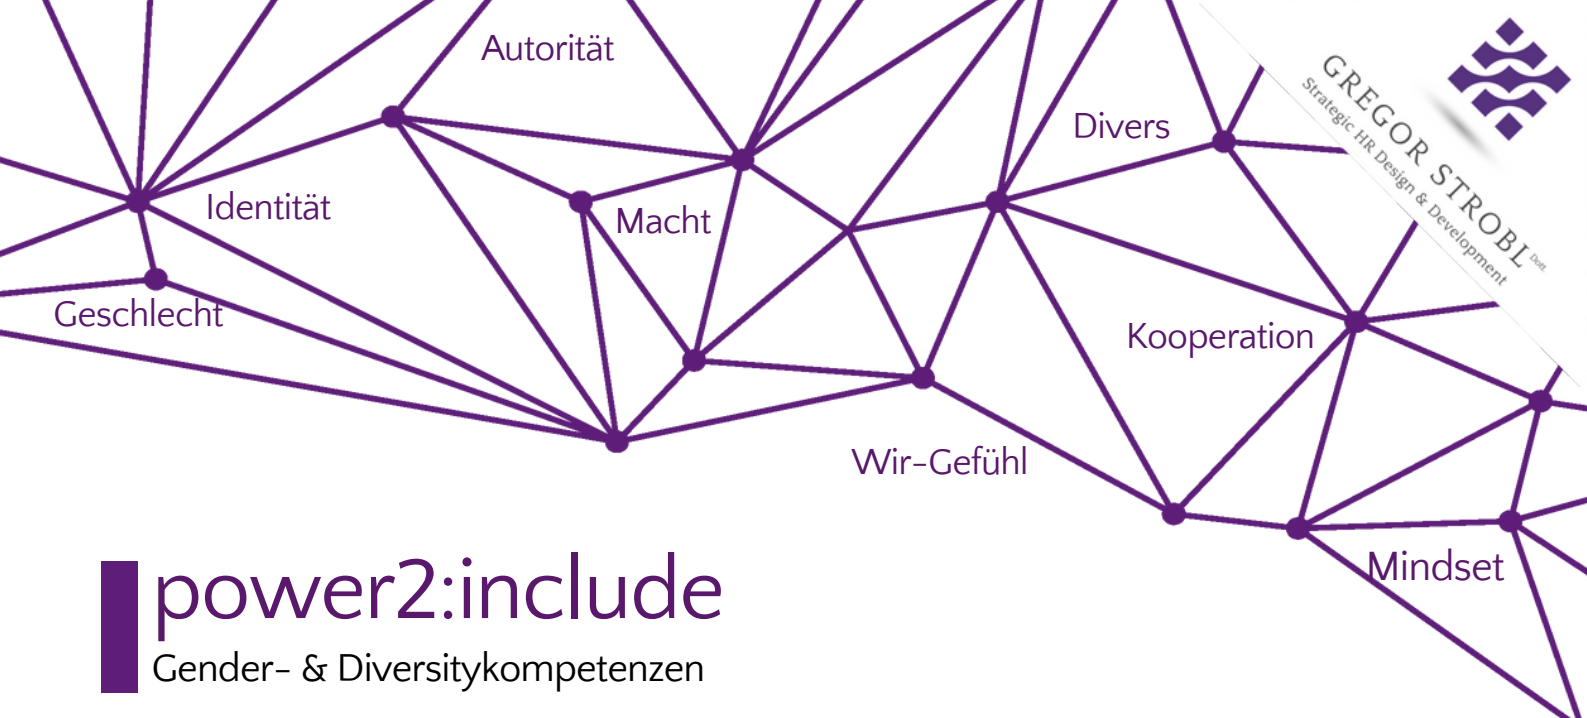 Autorität
GREGOR STROBL Dott.
Strategic HR Design & Development
Divers
Identität
Macht
Geschlecht
Kooperation
Wir-Gefühl
Mindset
power2:include
Gender- & Diversitykompetenzen